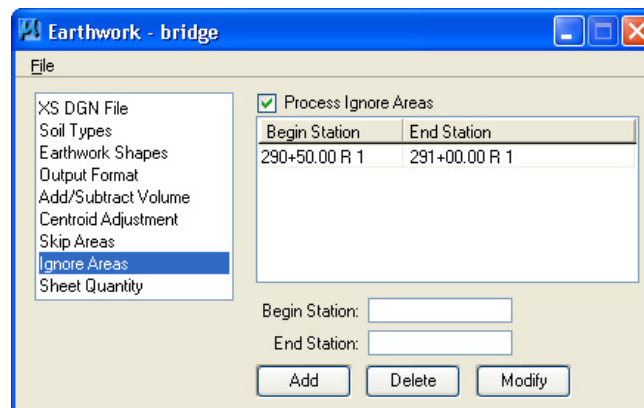 Earthwork - bridge
File
XS DGN File
Soil Types
Earthwork Shapes
Output Format
Add/Subtract Volume
Centroid Adjustment
Skip Areas
Ignore Areas
Sheet Quantity
Process Ignore Areas
Begin Station End Station
290+50.00 R 1 291+00.00 R 1
Begin Station:
End Station:
Add Delete Modify